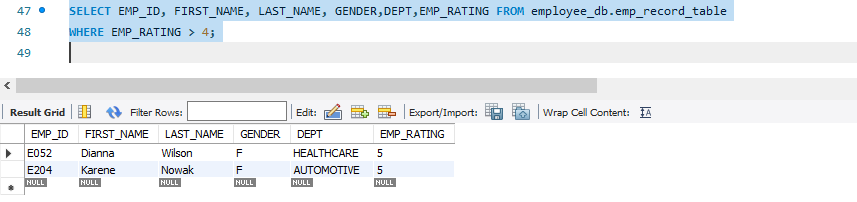 47 SELECT EMP_ID, FIRST_NAME, LAST_NAME, GENDER,DEPT,EMP_RATING FROM employee_db.emp_record_table
48 WHERE EMP_RATING > 4;
49
Result Grid Filter Rows: Edit: Export/Import: Wrap Cell Content:
EMP_ID FIRST_NAME LAST_NAME GENDER DEPT EMP_RATING
E052 Dianna Wilson F HEALTHCARE 5
E204 Karene Nowak F AUTOMOTIVE 5
NULL NULL NULL NULL NULL NULL